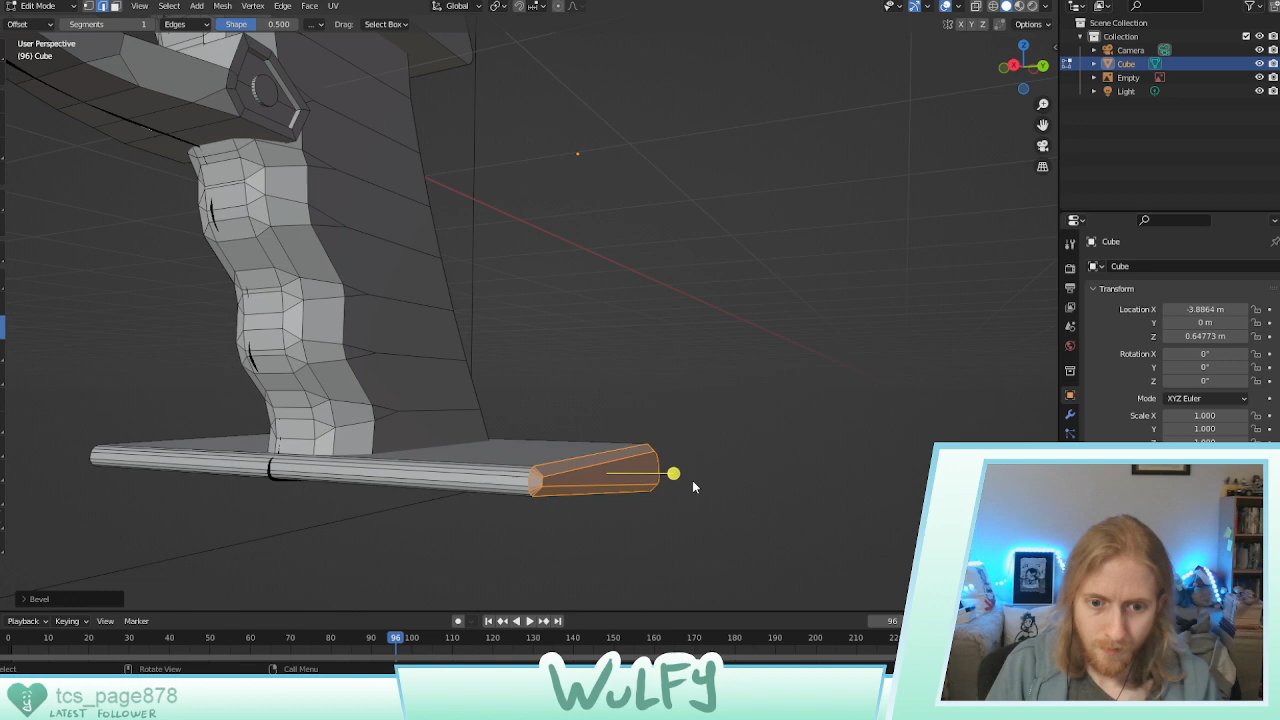 Edit Mode View Select Add Mesh Vertex Edge Face UV Global
Offset Segments 1 Edges Shape 0.500 ... Drag: Select Box X Y Z Options
User Perspective
(96) Cube
Scene Collection
Collection
Camera
Cube
Empty
Light
X Y Z
Cube
Cube
Transform
Location X -3.8864 m
Y 0 m
Z 0.64773 m
Rotation X 0°
Y 0°
Z 0°
Mode XYZ Euler
Scale X 1.000
Y 1.000
> Bevel
Playback Keying View Marker 96
0 10 20 30 40 50 60 70 80 90 96 100 110 120 130 140 150 160 170 180 190 200 210 220
elect Rotate View Call Menu
tcs_page878
LATEST FOLLOWER
WULFY